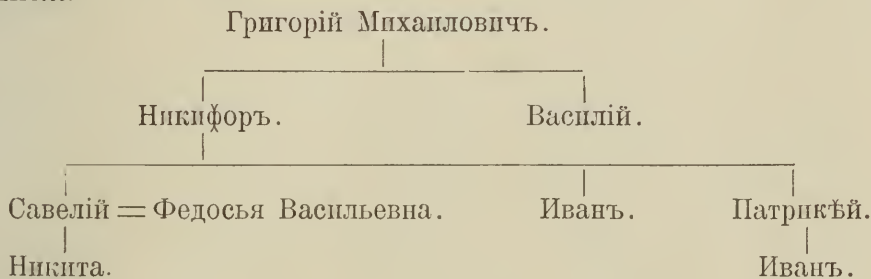 Григорій Михаиловичъ.
Никифоръ. Василій.
Савелій = Федосья Васильевна. Иванъ. Патрикѣй.
Никита. Иванъ.